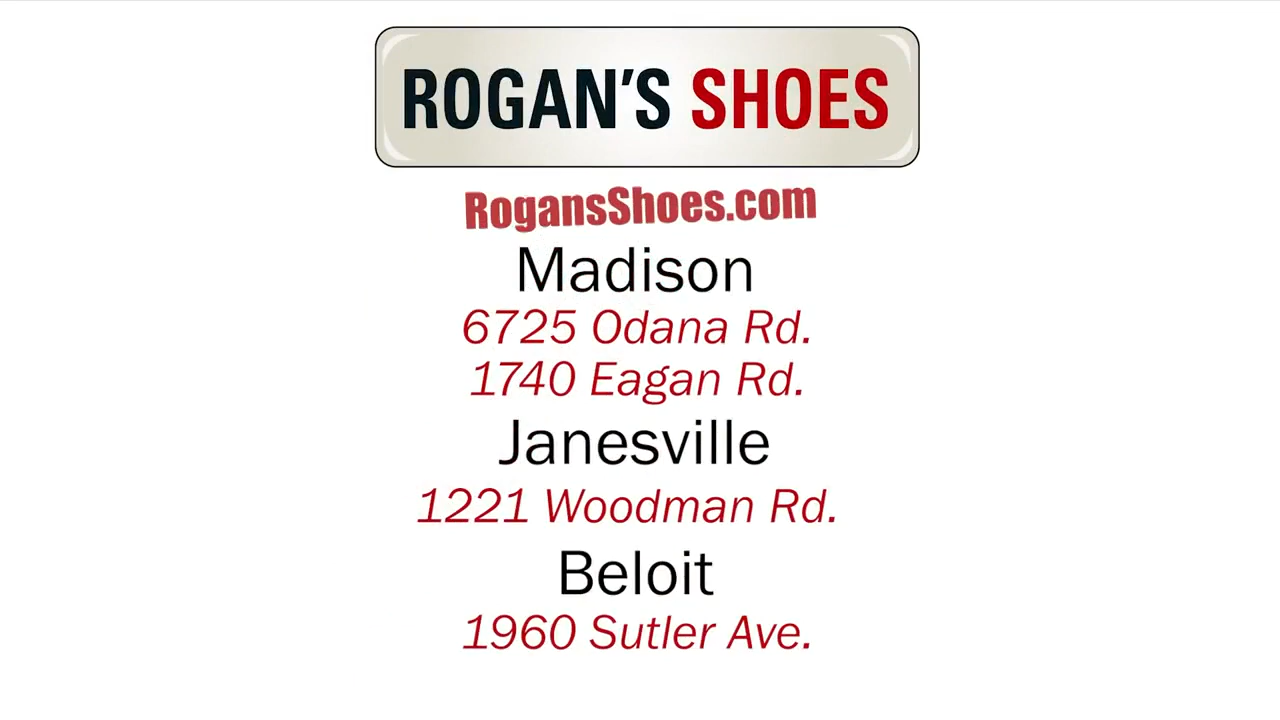 ROGAN'S SHOES
RogansShoes.com
Madison
6725 Odana Rd.
1740 Eagan Rd.
Janesville
1221 Woodman Rd.
Beloit
1960 Sutler Ave.